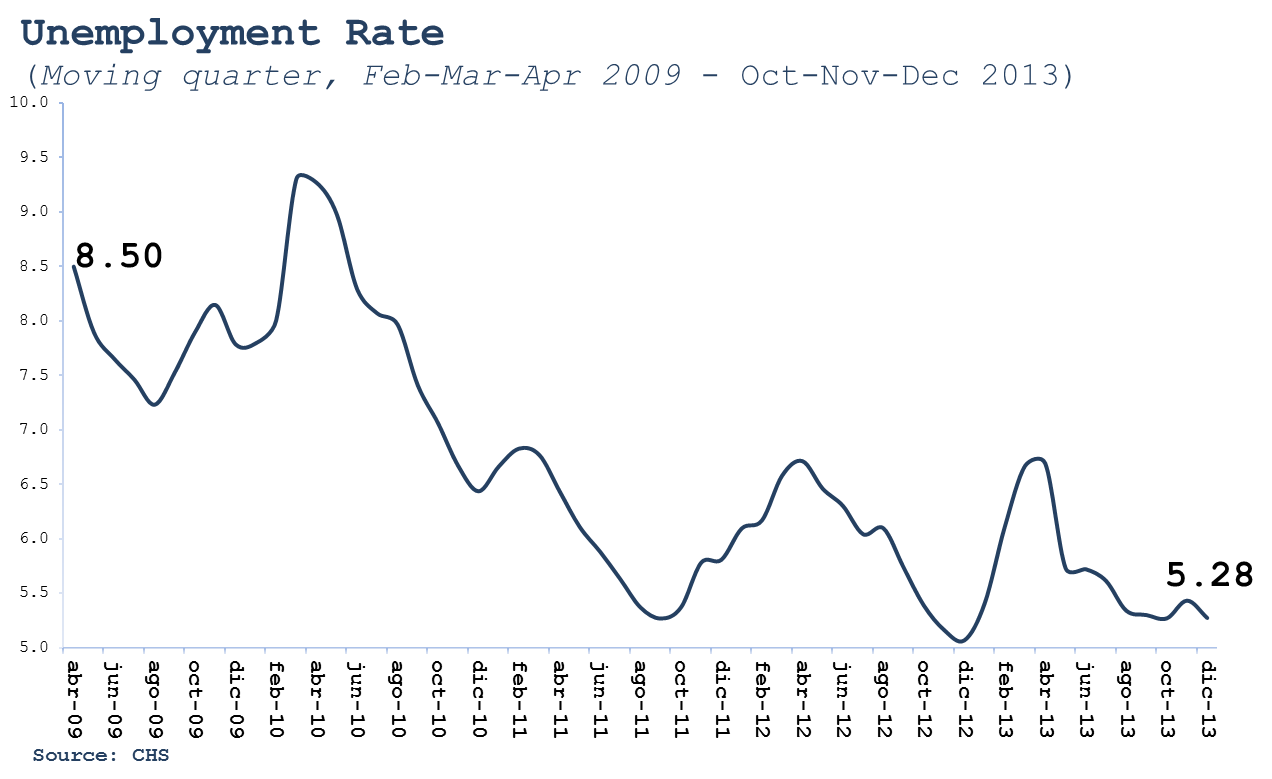 Unemployment Rate
(Moving quarter, Feb-Mar-Apr 2009 - Oct-Nov-Dec 2013)
10.0
9.5
9.0
8.5
8.0
7.5
7.0
6.5
6.0
5.5
5.0
8.50
5.28
abr-09
jun-09
ago-09
oct-09
dic-09
feb-10
abr-10
jun-10
ago-10
oct-10
dic-10
feb-11
abr-11
jun-11
ago-11
oct-11
dic-11
feb-12
abr-12
jun-12
ago-12
oct-12
dic-12
feb-13
abr-13
jun-13
ago-13
oct-13
dic-13
Source: CHS